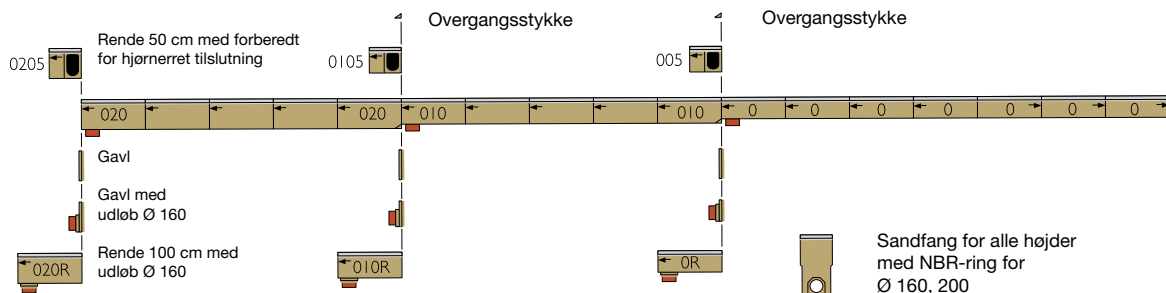 Overgangsstykke
Overgangsstykke
Rende 50 cm med forberedt
for hjørnerret tilslutning
0205
0105
005
020
020
010
010
0
0
0
0
0
0
0
Gavl
Gavl med
udløb Ø 160
Rende 100 cm med
udløb Ø 160
020R
010R
0R
Sandfang for alle højder
med NBR-ring for
Ø 160, 200